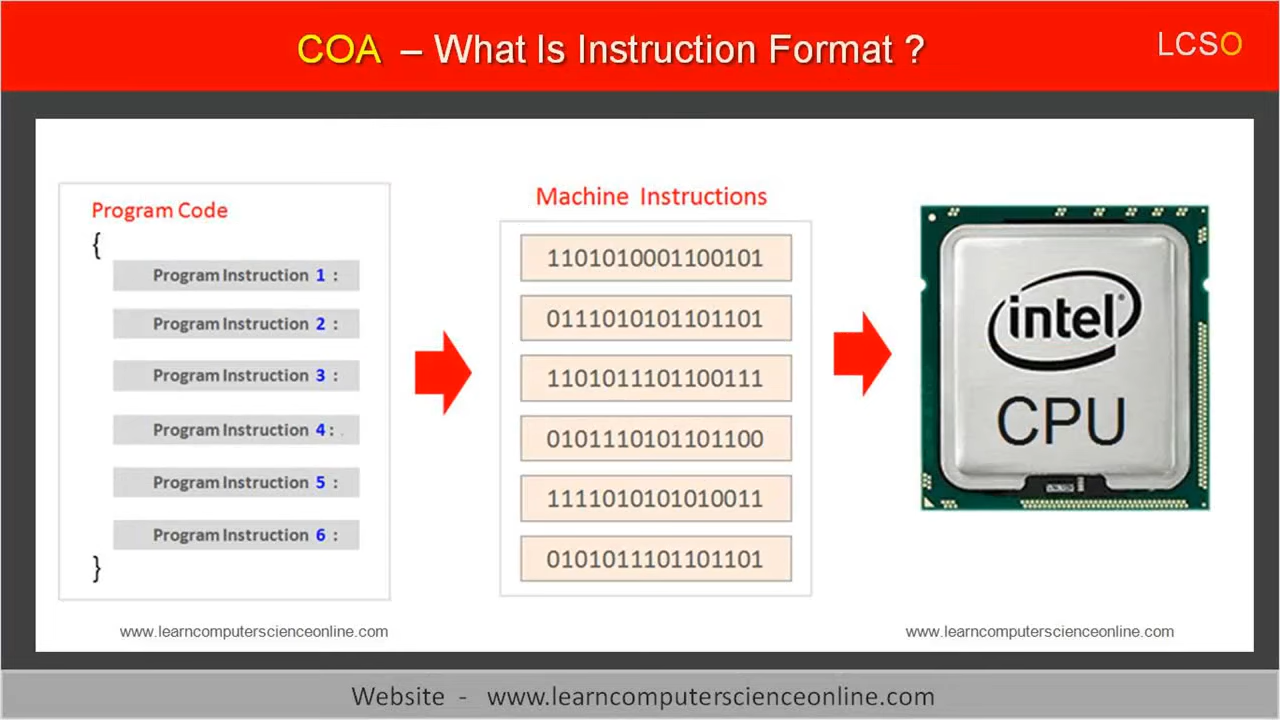 COA – What Is Instruction Format ?
LCSO
Program Code
{
Program Instruction 1 :
Program Instruction 2 :
Program Instruction 3 :
Program Instruction 4 : .
Program Instruction 5 :
Program Instruction 6 :
}
www.learncomputerscienceonline.com
Machine Instructions
1101010001100101
0111010101101101
1101011101100111
0101110101101100
1111010101010011
0101011101101101
intel®
CPU
www.learncomputerscienceonline.com
Website - www.learncomputerscienceonline.com